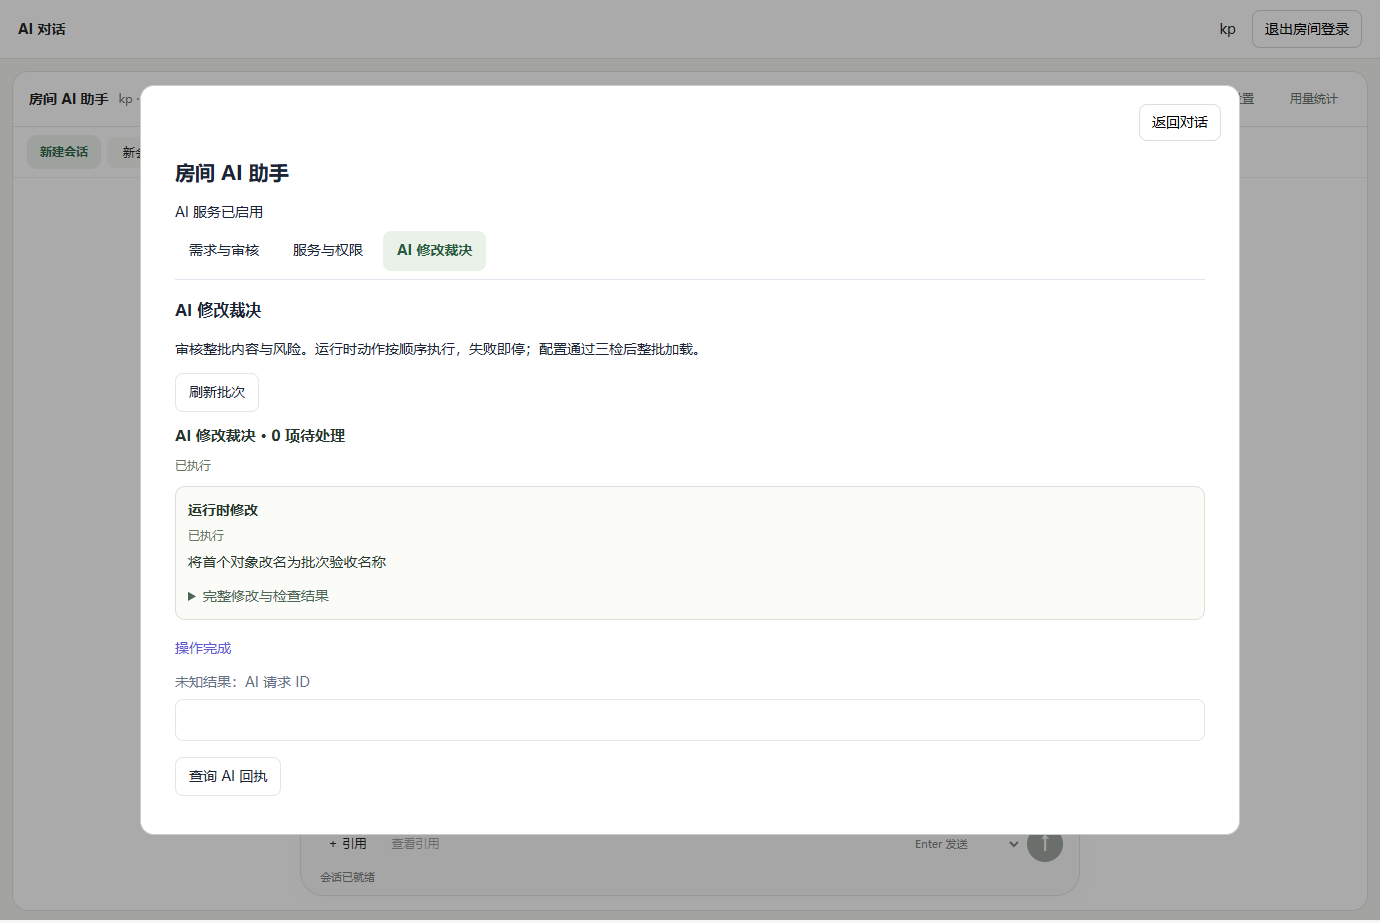 AI 对话
kp
退出房间登录
房间 AI 助手 kp ·
置
用量统计
新建会话
新会
返回对话
房间 AI 助手
AI 服务已启用
需求与审核
服务与权限
AI 修改裁决
AI 修改裁决
审核整批内容与风险。运行时动作按顺序执行，失败即停；配置通过三检后整批加载。
刷新批次
AI 修改裁决 • 0 项待处理
已执行
运行时修改
已执行
将首个对象改名为批次验收名称
▶ 完整修改与检查结果
操作完成
未知结果：AI 请求 ID
查询 AI 回执
+ 引用
查看引用
Enter 发送
会话已就绪